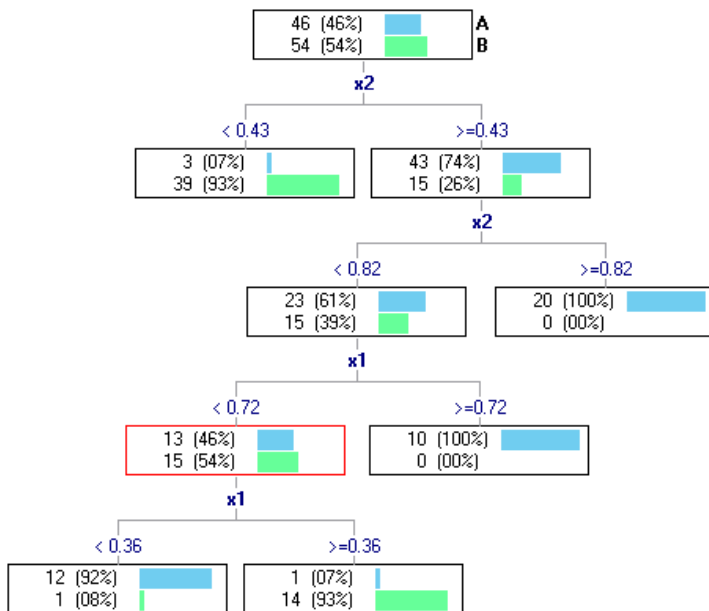 46 (46%) A
54 (54%) B
x2
< 0.43 >=0.43
3 (07%) 43 (74%)
39 (93%) 15 (26%)
x2
< 0.82 >=0.82
23 (61%) 20 (100%)
15 (39%) 0 (00%)
x1
< 0.72 >=0.72
13 (46%) 10 (100%)
15 (54%) 0 (00%)
x1
< 0.36 >=0.36
12 (92%) 1 (07%)
1 (08%) 14 (93%)